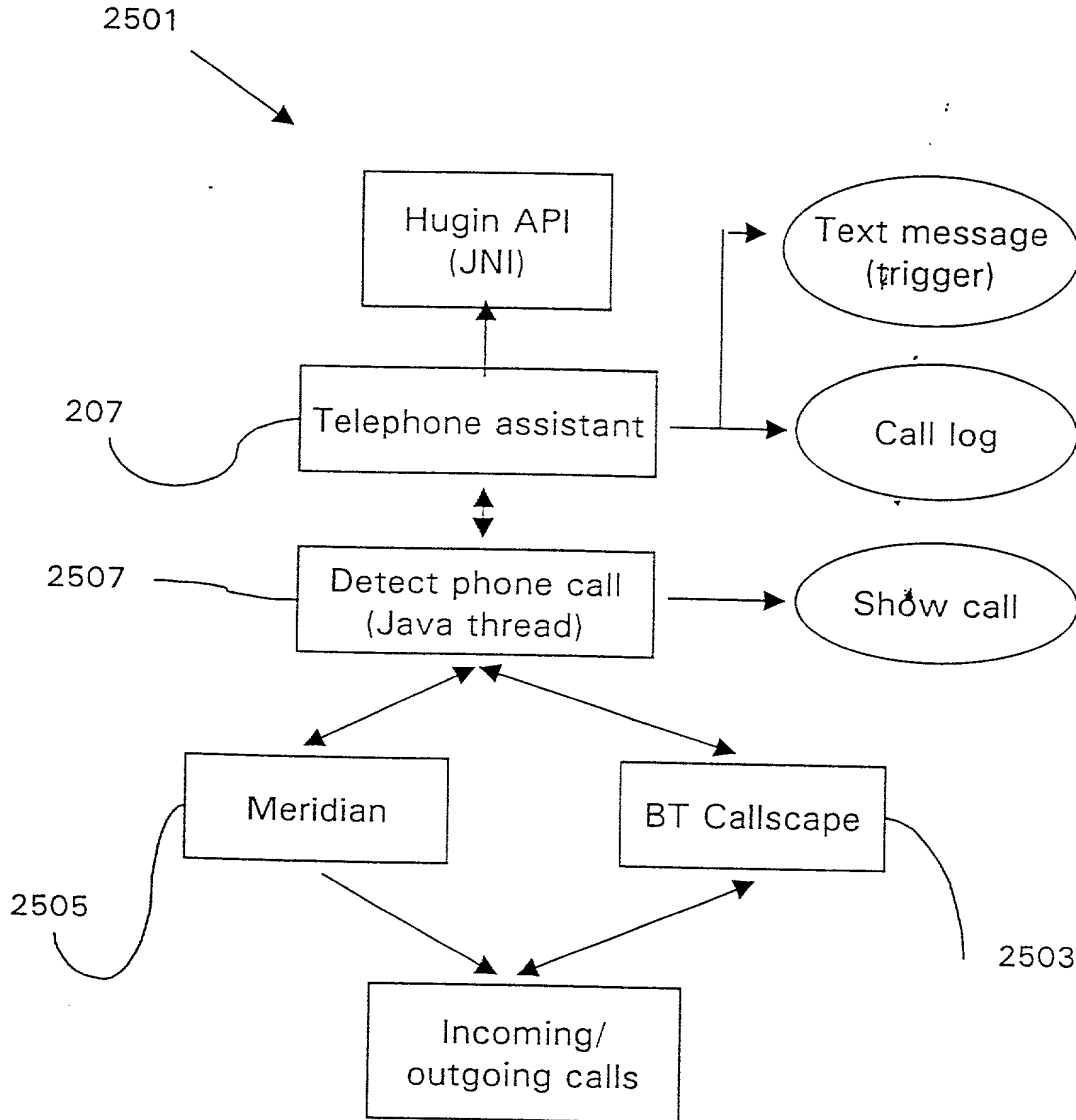 2501
Hugin API
(JNI)
Text message
(trigger)
207
Telephone assistant
Call log
2507
Detect phone call
(Java thread)
Show call
Meridian
BT Callscape
2505
2503
Incoming/
outgoing calls